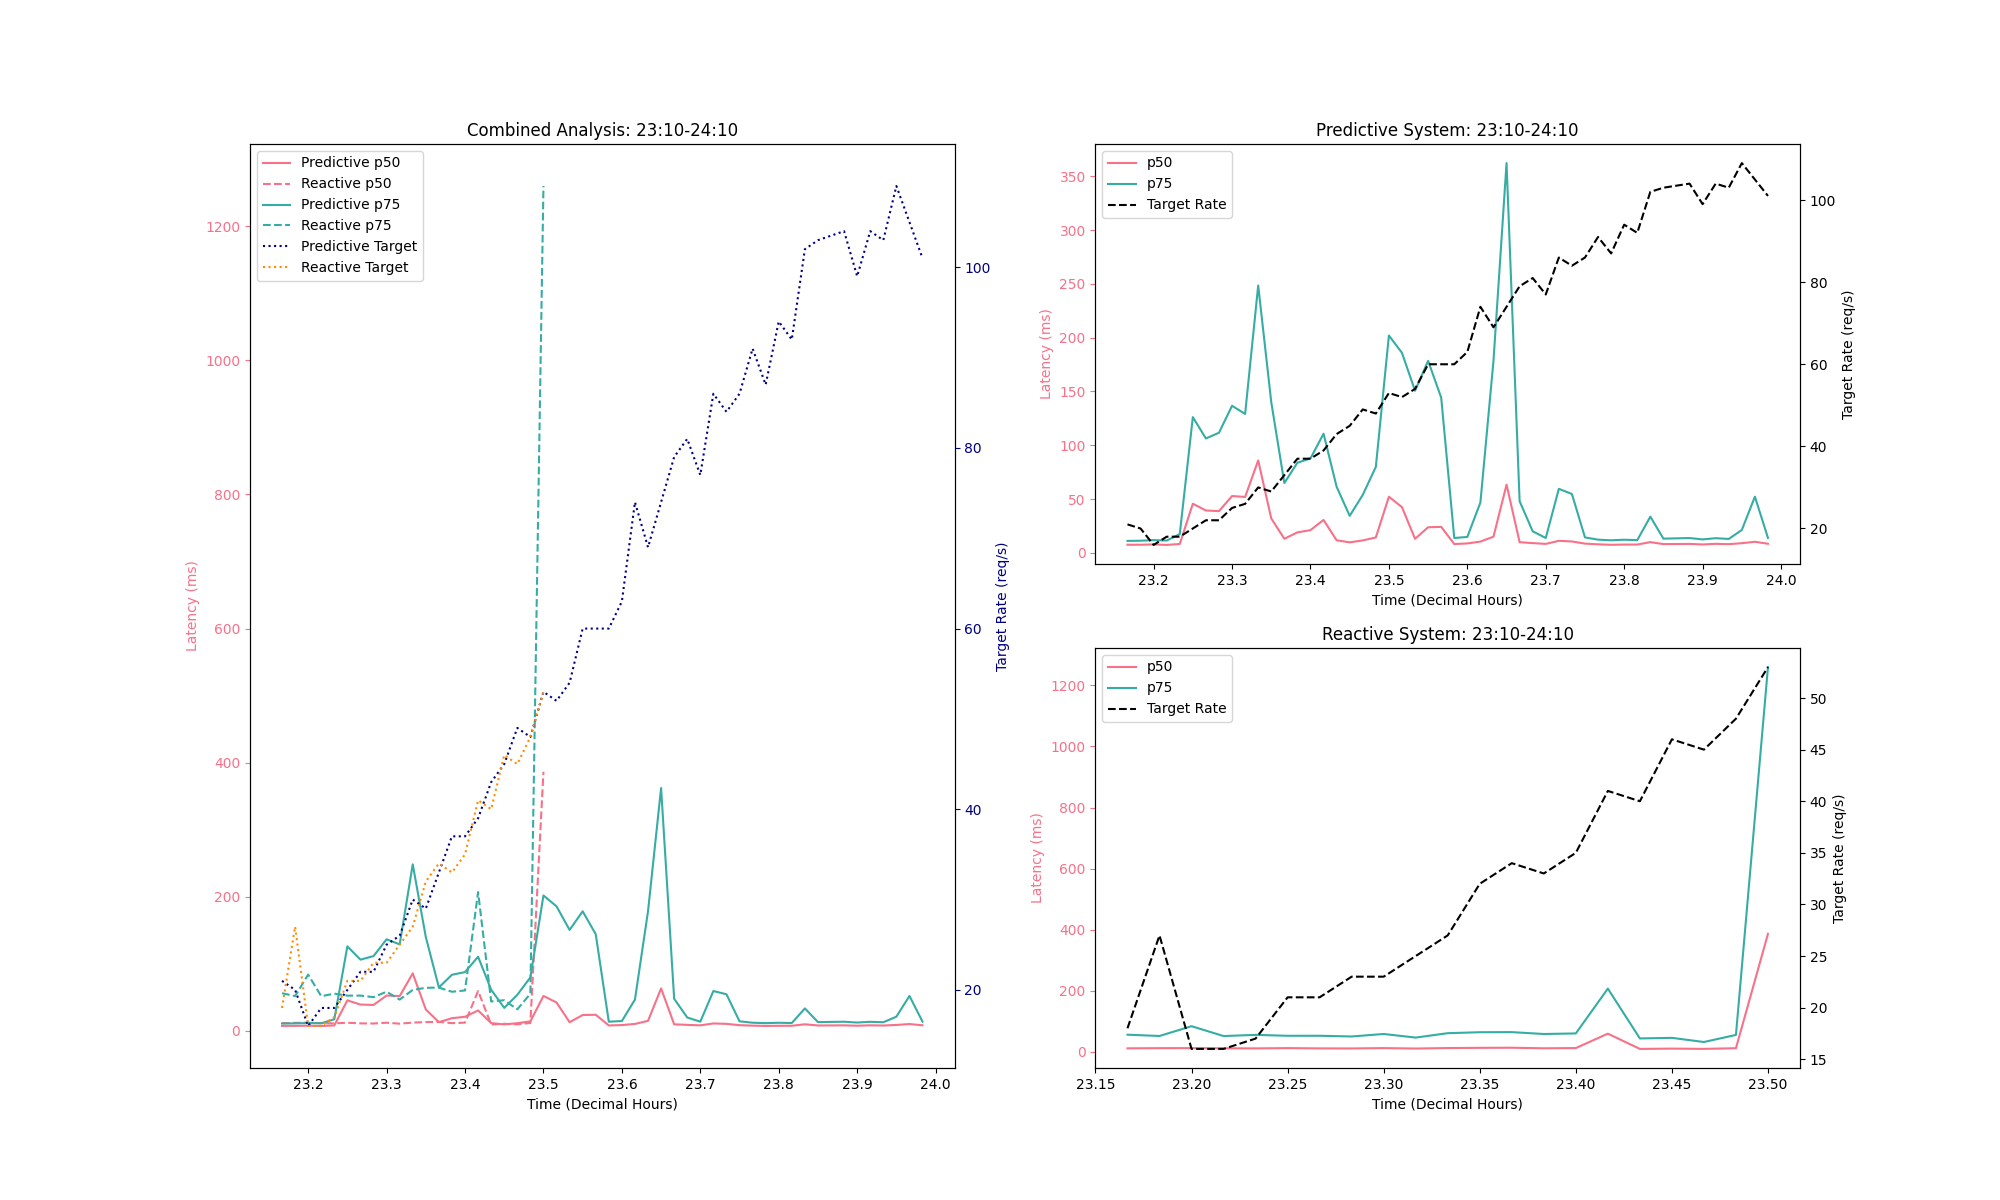 Combined Analysis: 23:10-24:10
Predictive p50
Reactive p50
Predictive p75
Reactive p75
Predictive Target
Reactive Target
1200
1000
800
600
400
200
0
Latency (ms)
100
80
60
40
20
Target Rate (req/s)
23.2 23.3 23.4 23.5 23.6 23.7 23.8 23.9 24.0
Time (Decimal Hours)
Predictive System: 23:10-24:10
p50
p75
Target Rate
350
300
250
200
150
100
50
0
Latency (ms)
100
80
60
40
20
Target Rate (req/s)
23.2 23.3 23.4 23.5 23.6 23.7 23.8 23.9 24.0
Time (Decimal Hours)
Reactive System: 23:10-24:10
p50
p75
Target Rate
1200
1000
800
600
400
200
0
Latency (ms)
50
45
40
35
30
25
20
15
Target Rate (req/s)
23.15 23.20 23.25 23.30 23.35 23.40 23.45 23.50
Time (Decimal Hours)